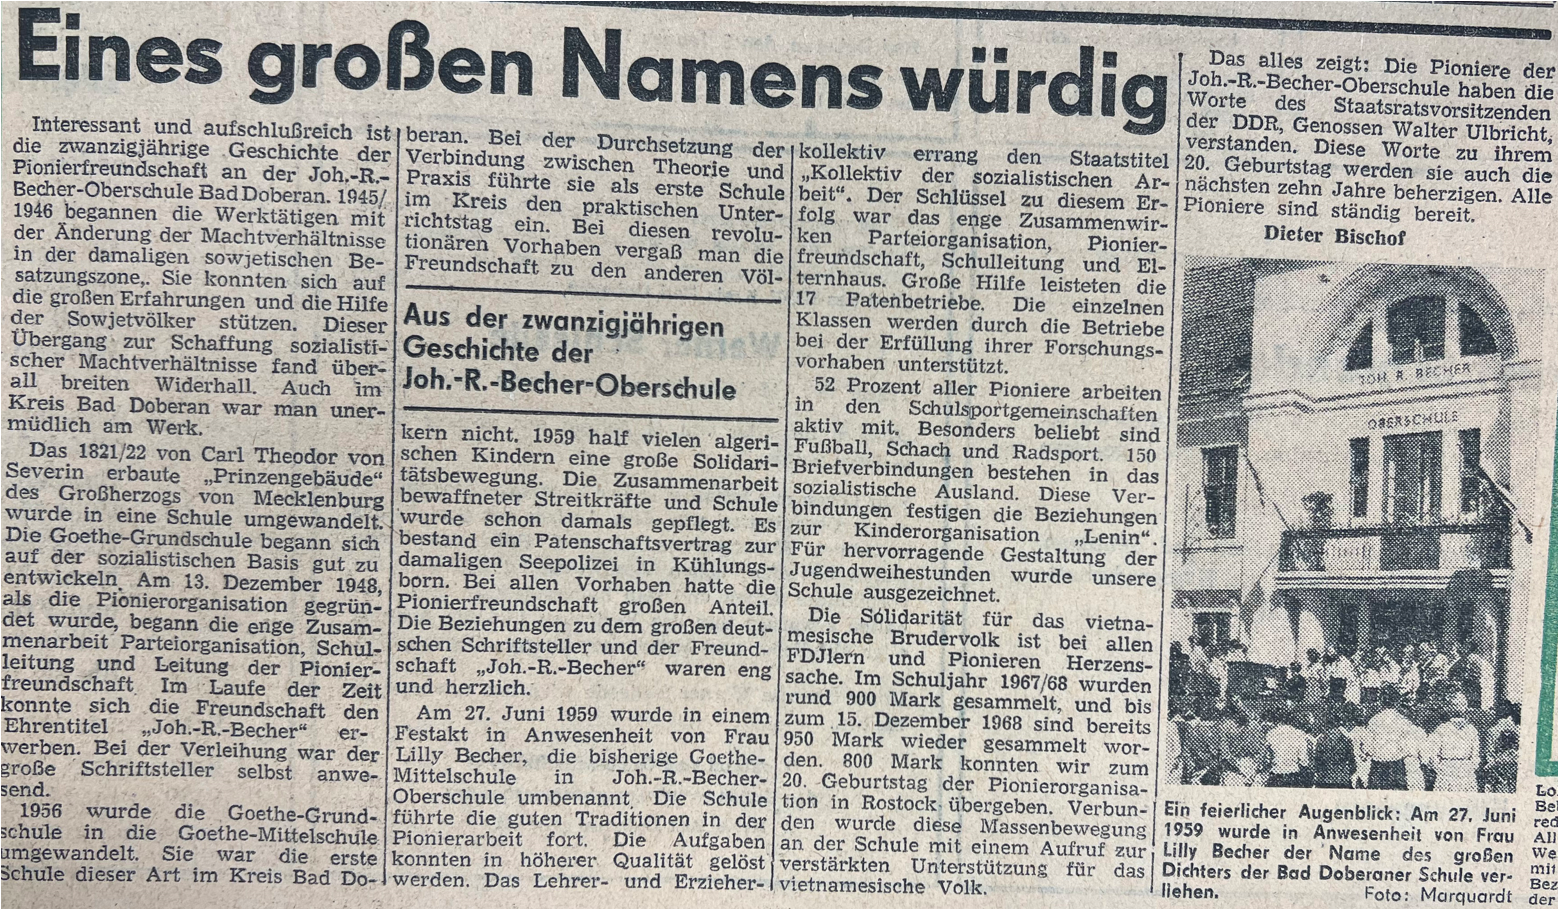 Eines großen Namens würdig
Interessant und aufschlußreich ist
die zwanzigjährige Geschichte der
Pionierfreundschaft an der Joh.-R.-
Becher-Oberschule Bad Doberan. 1945/
1946 begannen die Werktätigen mit
der Änderung der Machtverhältnisse
in der damaligen sowjetischen Be-
satzungszone,. Sie konnten sich auf
die großen Erfahrungen und die Hilfe
der Sowjetvölker stützen. Dieser
Übergang zur Schaffung sozialisti-
scher Machtverhältnisse fand über-
all breiten Widerhall. Auch im
Kreis Bad Doberan war man uner-
müdlich am Werk.
Das 1821/22 von Carl Theodor von
Severin erbaute „Prinzengebäude"
des Großherzogs von Mecklenburg
wurde in eine Schule umgewandelt.
Die Goethe-Grundschule begann sich
auf der sozialistischen Basis gut zu
entwickeln. Am 13. Dezember 1948,
als die Pionierorganisation gegrün-
det wurde, begann die enge Zusam-
menarbeit Parteiorganisation, Schul-
leitung und Leitung der Pionier-
freundschaft. Im Laufe der Zeit
konnte sich die Freundschaft den
Ehrentitel „Joh.-R.-Becher" er-
werben. Bei der Verleihung war der
große Schriftsteller selbst anwe-
send.
1956 wurde die Goethe-Grund-
schule in die Goethe-Mittelschule
umgewandelt. Sie war die erste
Schule dieser Art im Kreis Bad Do-
beran. Bei der Durchsetzung der
Verbindung zwischen Theorie und
Praxis führte sie als erste Schule
im Kreis den praktischen Unter-
richtstag ein. Bei diesen revolu-
tionären Vorhaben vergaß man die
Freundschaft zu den anderen Völ-
Aus der zwanzigjährigen
Geschichte der
Joh.-R.-Becher-Oberschule
kern nicht. 1959 half vielen algeri-
schen Kindern eine große Solidari-
tätsbewegung. Die Zusammenarbeit
bewaffneter Streitkräfte und Schule
wurde schon damals gepflegt. Es
bestand ein Patenschaftsvertrag zur
damaligen Seepolizei in Kühlungs-
born. Bei allen Vorhaben hatte die
Pionierfreundschaft großen Anteil.
Die Beziehungen zu dem großen deut-
schen Schriftsteller und der Freund-
schaft „Joh.-R.-Becher" waren eng
und herzlich.
Am 27. Juni 1959 wurde in einem
Festakt in Anwesenheit von Frau
Lilly Becher, die bisherige Goethe-
Mittelschule in Joh.-R.-Becher-
Oberschule umbenannt. Die Schule
führte die guten Traditionen in der
Pionierarbeit fort. Die Aufgaben
konnten in höherer Qualität gelöst
werden. Das Lehrer- und Erzieher-
kollektiv errang den Staatstitel
„Kollektiv der sozialistischen Ar-
beit". Der Schlüssel zu diesem Er-
folg war das enge Zusammenwir-
ken Parteiorganisation, Pionier-
freundschaft, Schulleitung und El-
ternhaus. Große Hilfe leisteten die
17 Patenbetriebe. Die einzelnen
Klassen werden durch die Betriebe
bei der Erfüllung ihrer Forschungs-
vorhaben unterstützt.
52 Prozent aller Pioniere arbeiten
in den Schulsportgemeinschaften
aktiv mit. Besonders beliebt sind
Fußball, Schach und Radsport. 150
Briefverbindungen bestehen in das
sozialistische Ausland. Diese Ver-
bindungen festigen die Beziehungen
zur Kinderorganisation „Lenin".
Für hervorragende Gestaltung der
Jugendweihestunden wurde unsere
Schule ausgezeichnet.
Die Solidarität für das vietna-
mesische Brudervolk ist bei allen
FDJlern und Pionieren Herzens-
sache. Im Schuljahr 1967/68 wurden
rund 900 Mark gesammelt, und bis
zum 15. Dezember 1968 sind bereits
950 Mark wieder gesammelt wor-
den. 800 Mark konnten wir zum
20. Geburtstag der Pionierorganisa-
tion in Rostock übergeben. Verbun-
den wurde diese Massenbewegung
an der Schule mit einem Aufruf zur
verstärkten Unterstützung für das
vietnamesische Volk.
Das alles zeigt: Die Pioniere der
Joh.-R.-Becher-Oberschule haben die
Worte des Staatsratsvorsitzenden
der DDR, Genossen Walter Ulbricht,
verstanden. Diese Worte zu ihrem
20. Geburtstag werden sie auch die
nächsten zehn Jahre beherzigen. Alle
Pioniere sind ständig bereit.
Dieter Bischof
JOH. R. BECHER
OBERSCHULE
Ein feierlicher Augenblick: Am 27. Juni
1959 wurde in Anwesenheit von Frau
Lilly Becher der Name des großen
Dichters der Bad Doberaner Schule ver-
liehen. Foto: Marquardt